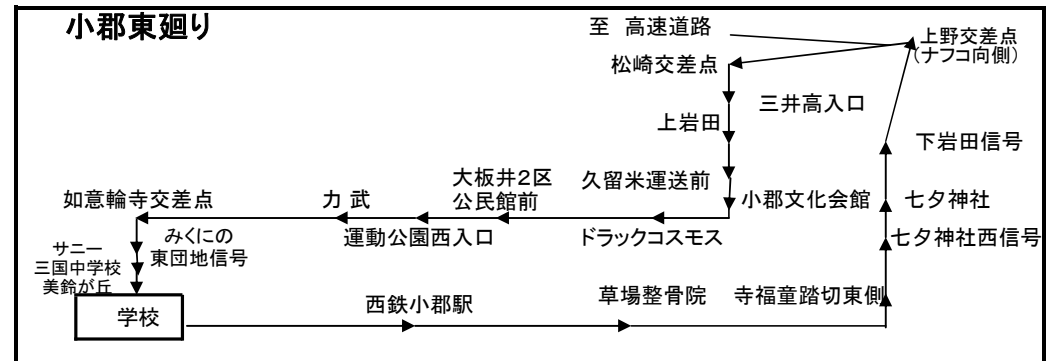 小郡東廻り
至 高速道路
上野交差点
(ナフコ向側)
松崎交差点
三井高入口
上岩田
下岩田信号
久留米運送前
大板井2区
公民館前
如意輪寺交差点
力 武
小郡文化会館
七夕神社
みくにの
東団地信号
運動公園西入口
ドラックコスモス
七夕神社西信号
サニー
三国中学校
美鈴が丘
学校
西鉄小郡駅
草場整骨院
寺福童踏切東側